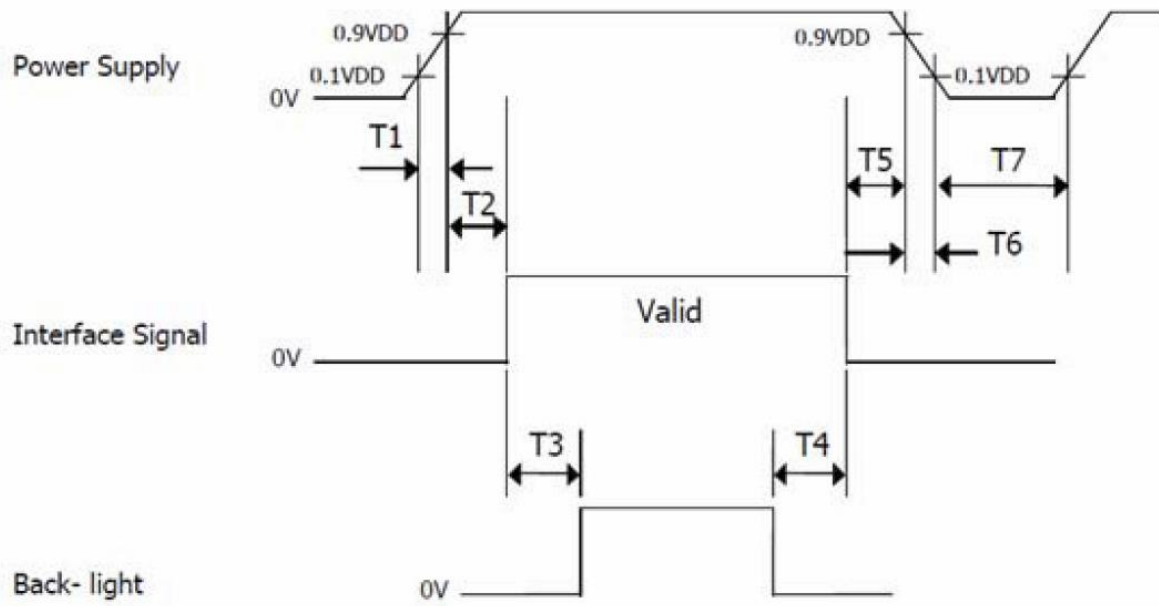 0.9VDD
0.9VDD
Power Supply
0.1VDD
0.1VDD
0V
T1
T5
T7
T2
T6
Valid
Interface Signal
0V
T3
T4
Back- light
0V